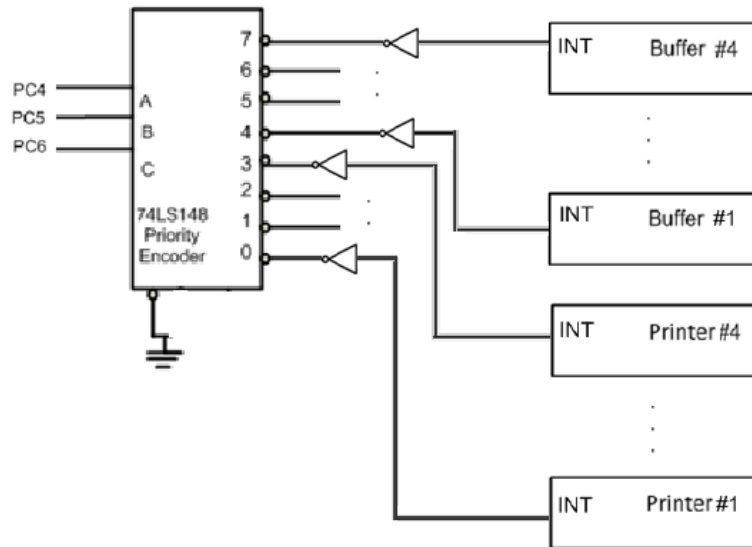 7
INT
Buffer #4
6
PC4
A
5
PC5
B
4
PC6
C
3
INT
Buffer #1
2
74LS148
Priority
Encoder
1
0
INT
Printer #4
INT
Printer #1